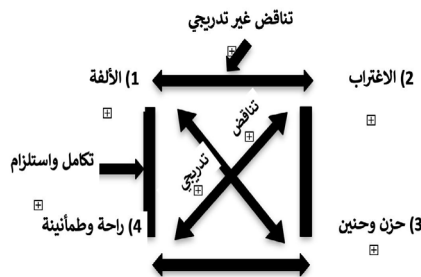 تناقض غير تدريجي
1) الألفة
2) الاغتراب
تناقض
تدريجي
تكامل واستلزام
4) راحة وطمأنينة
3) حزن وحنين